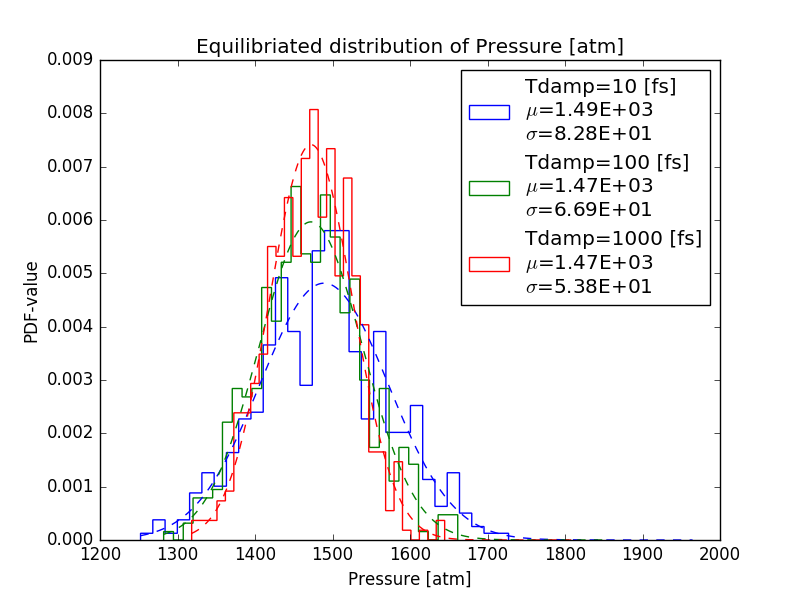 Equilibriated distribution of Pressure [atm]
0.009
0.008
0.007
0.006
0.005
0.004
0.003
0.002
0.001
0.000
PDF-value
Tdamp=10 [fs]
μ=1.49E+03
σ=8.28E+01
Tdamp=100 [fs]
μ=1.47E+03
σ=6.69E+01
Tdamp=1000 [fs]
μ=1.47E+03
σ=5.38E+01
1200 1300 1400 1500 1600 1700 1800 1900 2000
Pressure [atm]